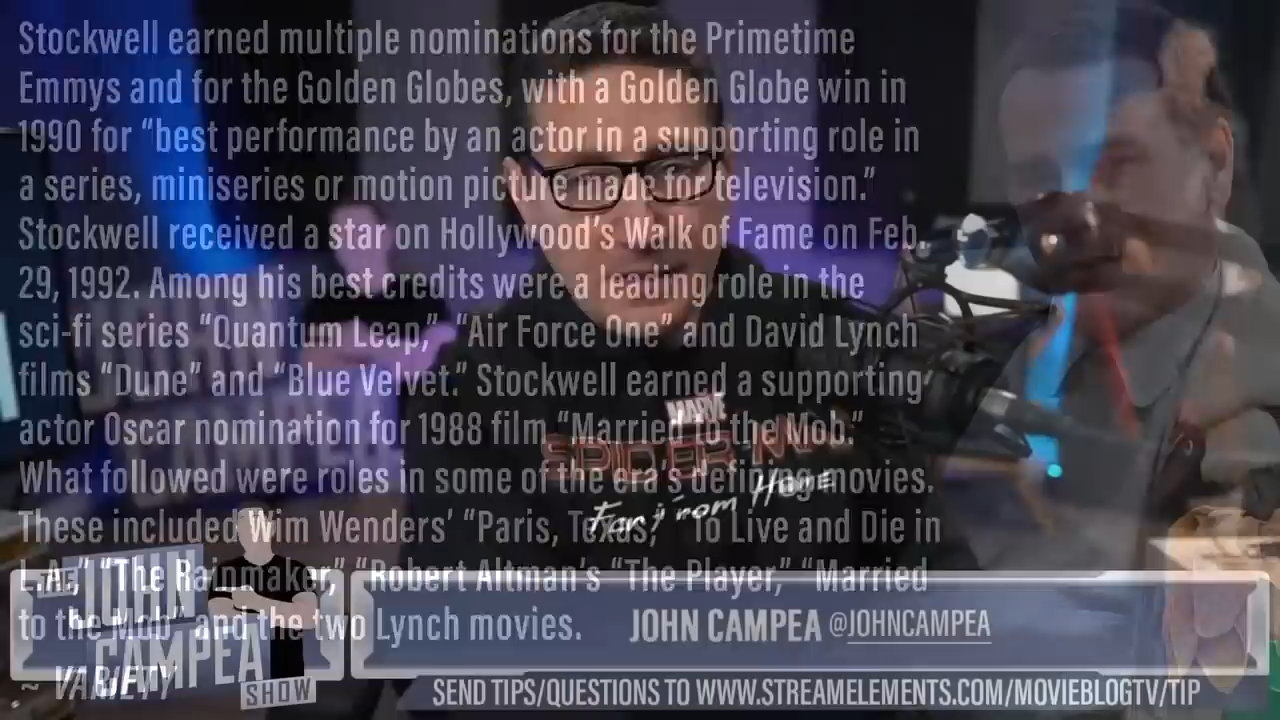 Stockwell earned multiple nominations for the Primetime
Emmys and for the Golden Globes, with a Golden Globe win in
1990 for “best performance by an actor in a supporting role in
a series, miniseries or motion picture made for television.”
Stockwell received a star on Hollywood’s Walk of Fame on Feb.
29, 1992. Among his best credits were a leading role in the
sci-fi series “Quantum Leap,” “Air Force One” and David Lynch
films “Dune” and “Blue Velvet.” Stockwell earned a supporting
actor Oscar nomination for 1988 film “Married to the Mob.”
What followed were roles in some of the era’s defining movies.
These included Wim Wenders’ “Paris, Texas,” “To Live and Die in
L.A.,” “The Rainmaker,” “Robert Altman’s “The Player,” “Married
to the Mob” and the two Lynch movies.
~ VARIETY
MARVEL
SPIDER-MAN
Far From Home
THE
JOHN
CAMPEA
SHOW
JOHN CAMPEA @JOHNCAMPEA
SEND TIPS/QUESTIONS TO WWW.STREAMELEMENTS.COM/MOVIEBLOGTV/TIP